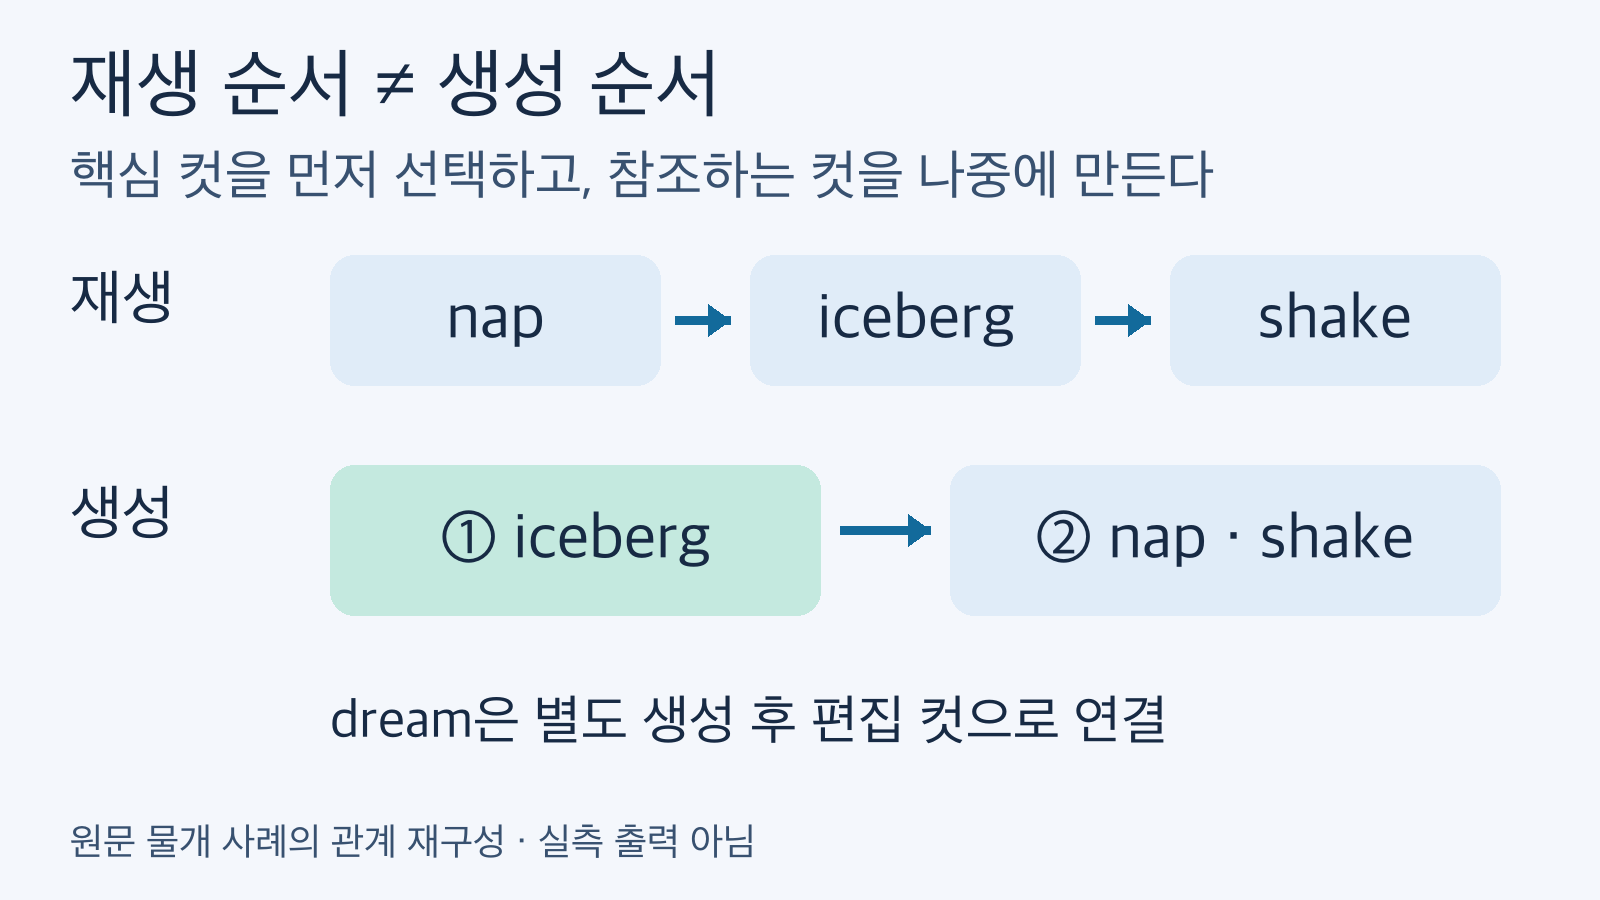 재생 순서 ≠ 생성 순서
핵심 컷을 먼저 선택하고, 참조하는 컷을 나중에 만든다
재생 nap iceberg shake
생성 ① iceberg ② nap · shake
dream은 별도 생성 후 편집 컷으로 연결
원문 물개 사례의 관계 재구성 · 실측 출력 아님